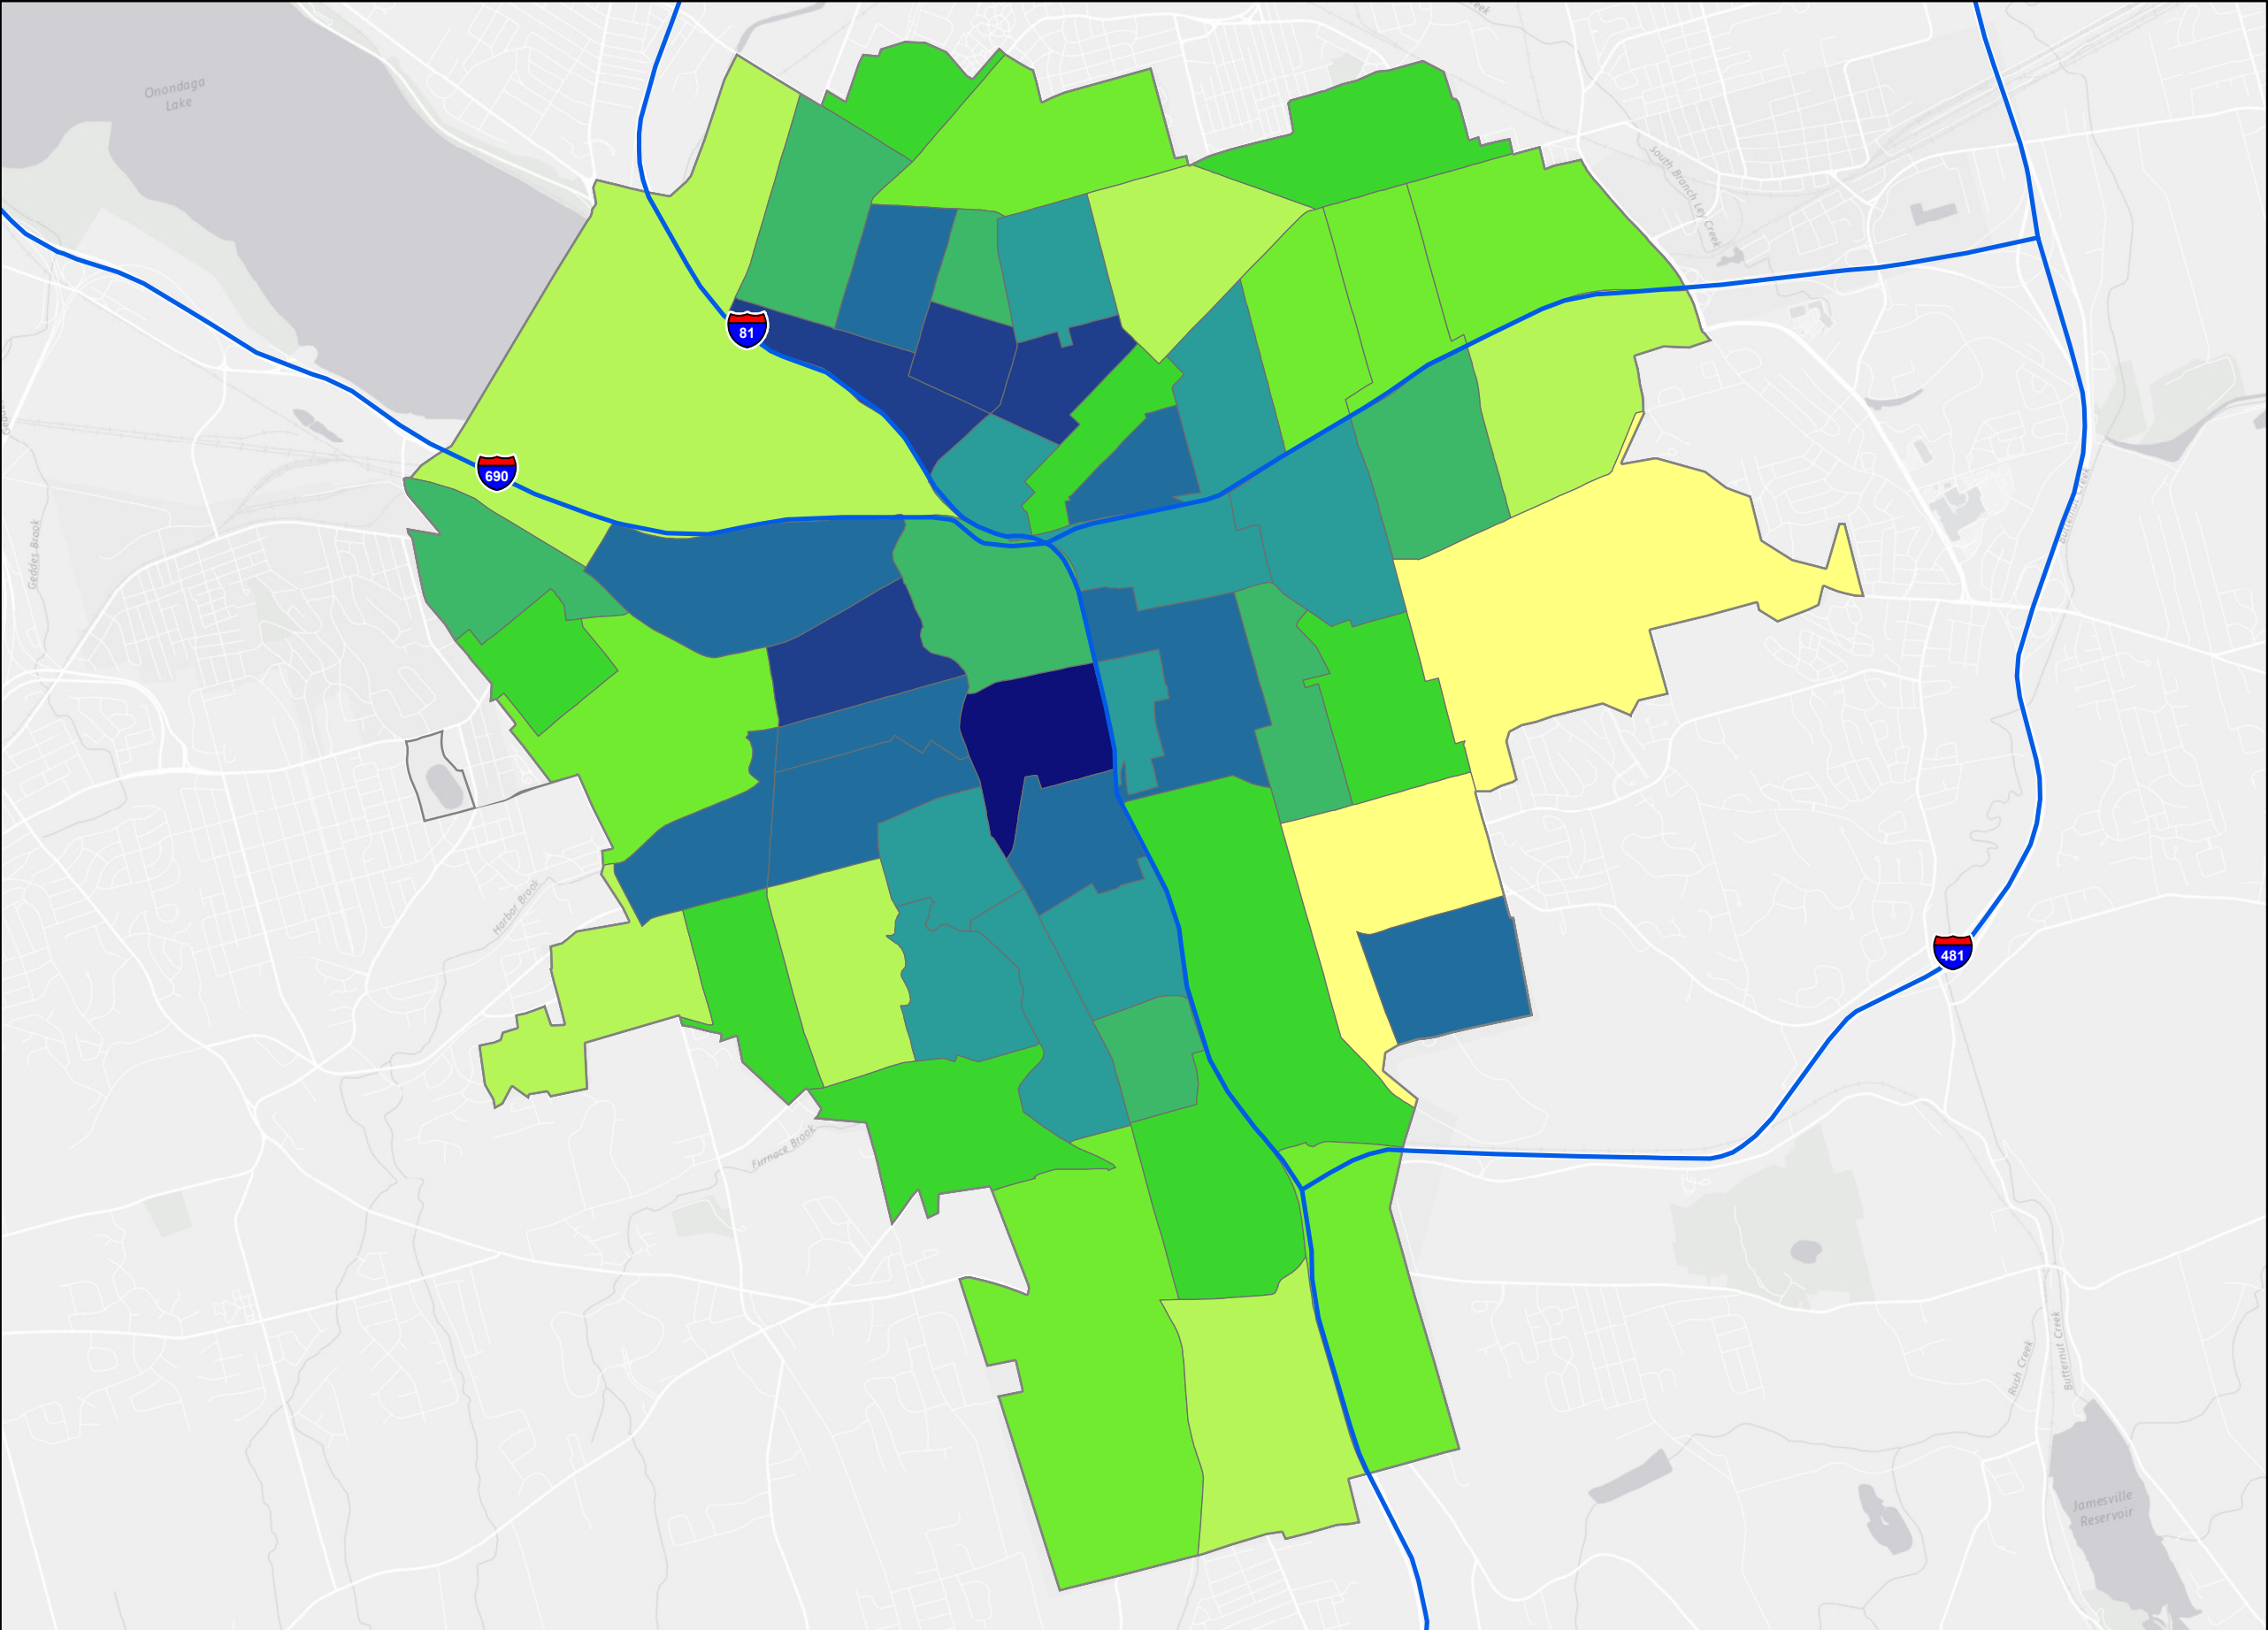 Onondaga
Lake
South Branch Ley Creek
81
690
Geddes Brook
Butternut Creek
Harbor Brook
481
Furnace Brook
Rush Creek
Butternut Creek
Jamesville
Reservoir